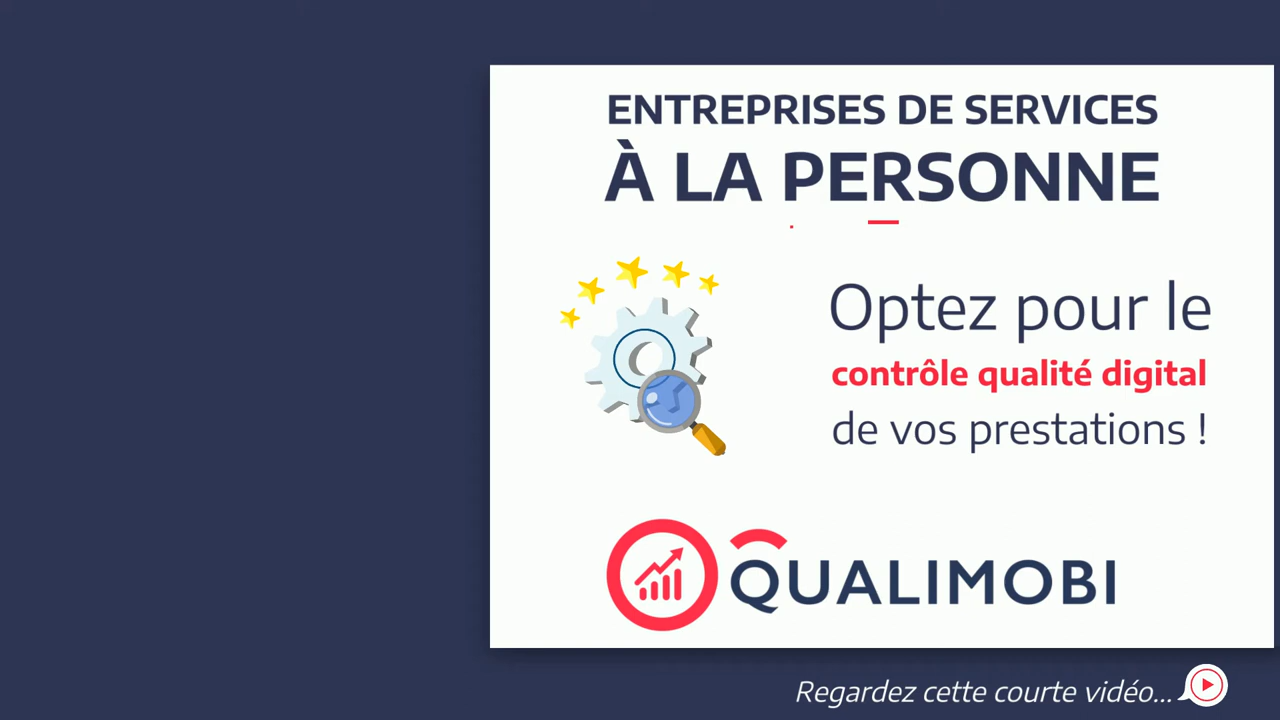 ENTREPRISES DE SERVICES
À LA PERSONNE
Optez pour le
contrôle qualité digital
de vos prestations !
QUALIMOBI
Regardez cette courte vidéo...